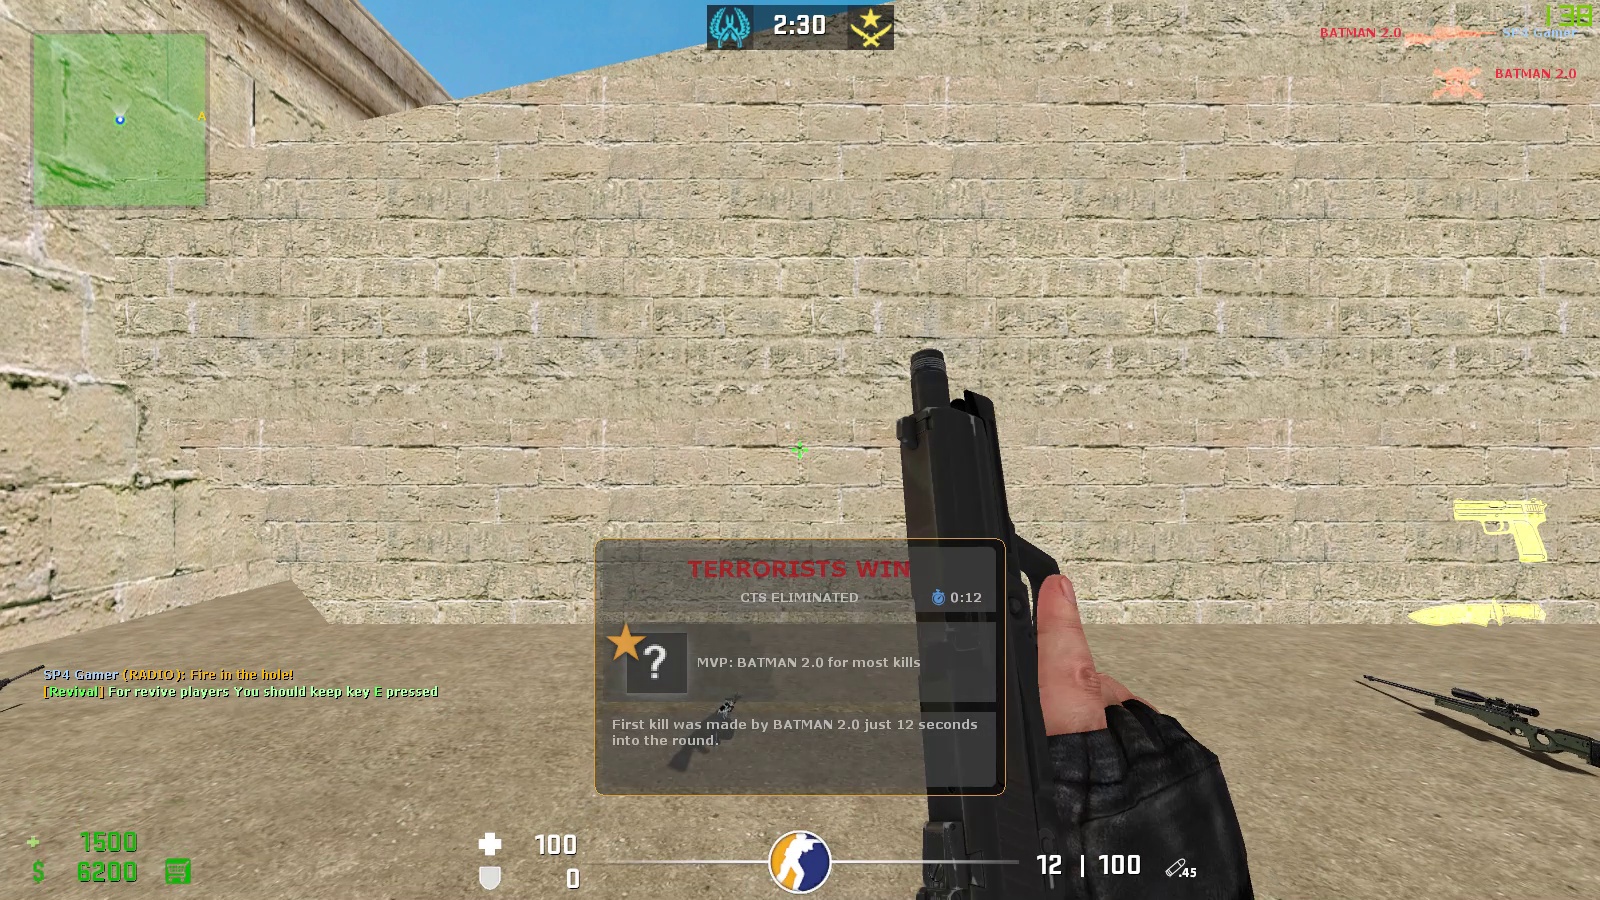 2:30
138
BATMAN 2.0 SP4 Gamer
BATMAN 2.0
A
TERRORISTS WIN
CTS ELIMINATED
0:12
?
MVP: BATMAN 2.0 for most kills
First kill was made by BATMAN 2.0 just 12 seconds
into the round.
SP4 Gamer (RADIO): Fire in the hole!
[Revival] For revive players You should keep key E pressed
1500
$ 6200
100
0
12 | 100
.45